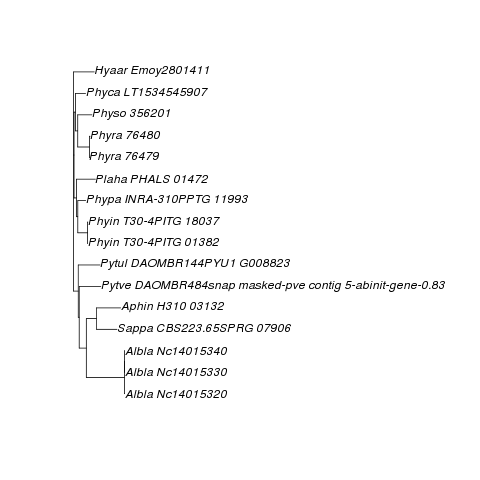 Hyaar Emoy2801411
Phyca LT1534545907
Physo 356201
Phyra 76480
Phyra 76479
Plaha PHALS 01472
Phypa INRA-310PPTG 11993
Phyin T30-4PITG 18037
Phyin T30-4PITG 01382
Pytul DAOMBR144PYU1 G008823
Pytve DAOMBR484snap masked-pve contig 5-abinit-gene-0.83
Aphin H310 03132
Sappa CBS223.65SPRG 07906
Albla Nc14015340
Albla Nc14015330
Albla Nc14015320